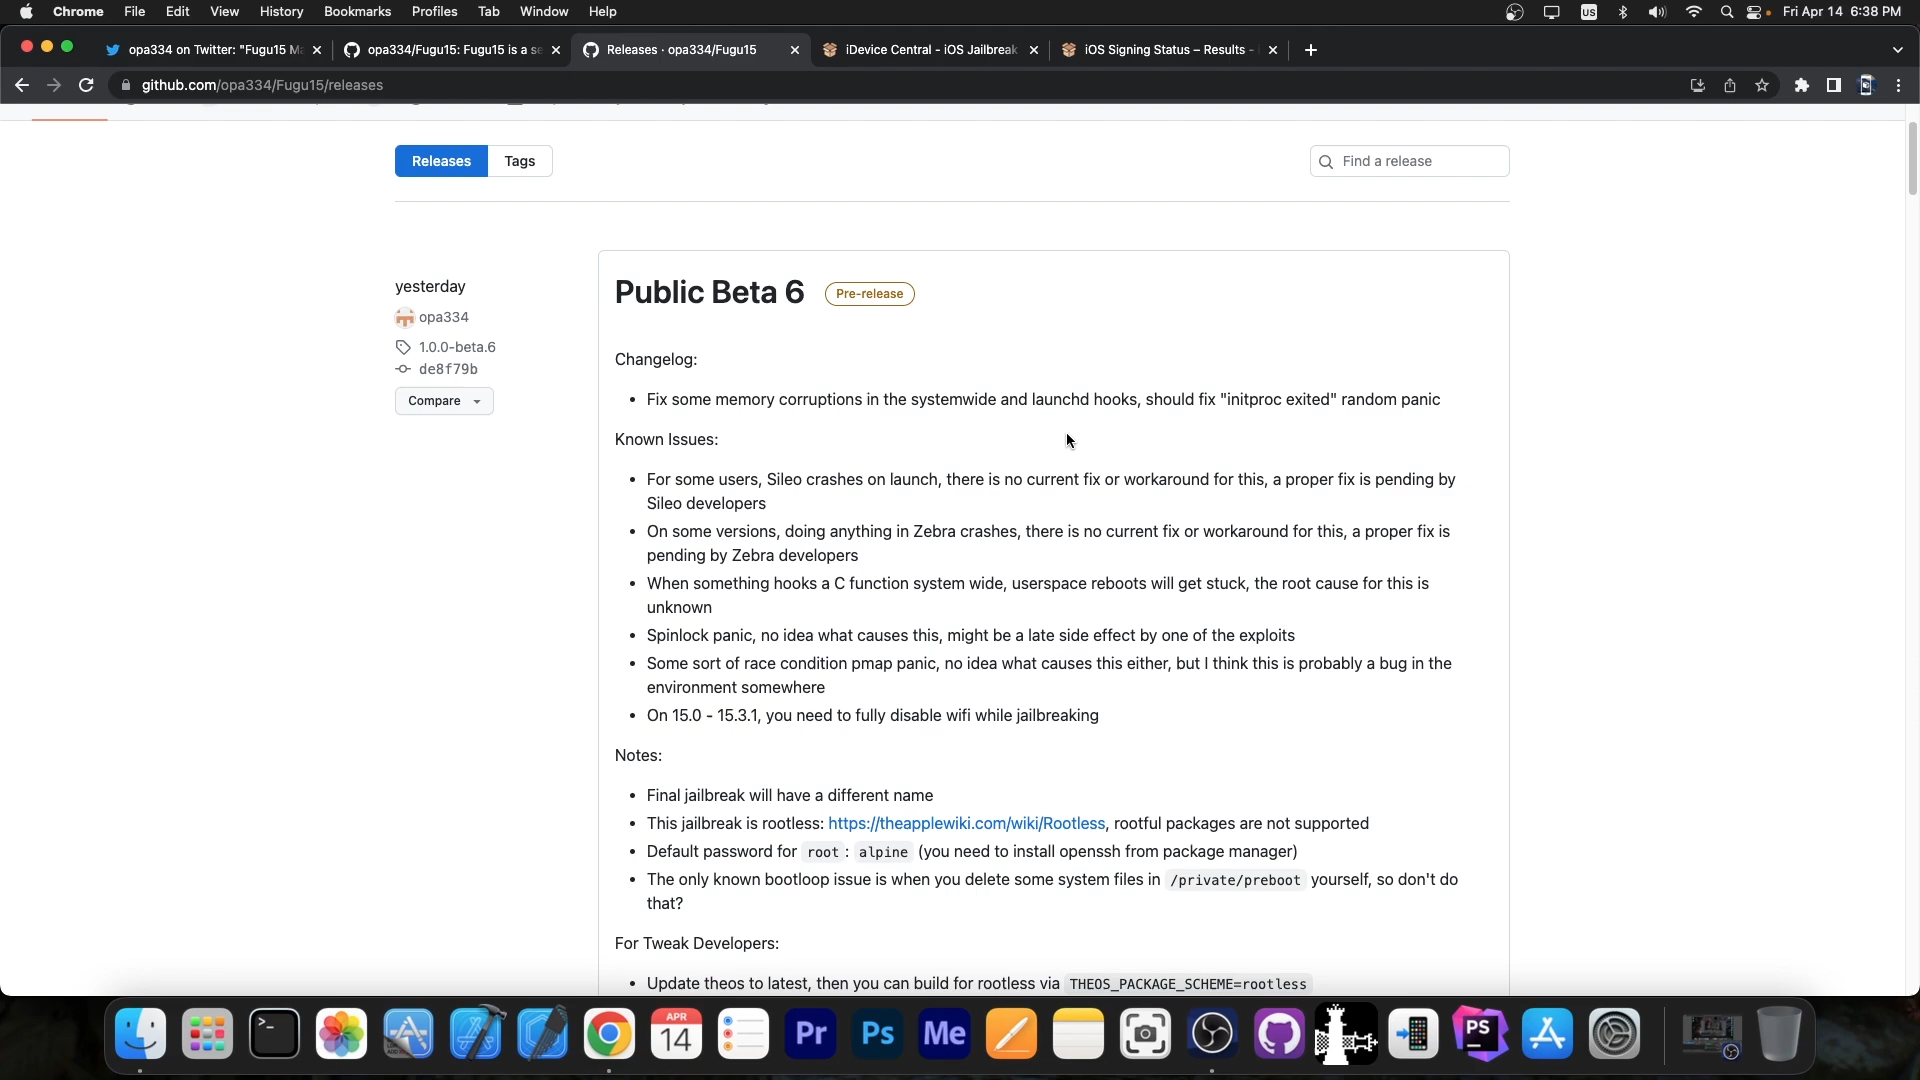 Chrome File Edit View History Bookmarks Profiles Tab Window Help US Fri Apr 14 6:38 PM
opa334 on Twitter: "Fugu15 Ma opa334/Fugu15: Fugu15 is a se Releases · opa334/Fugu15 iDevice Central - iOS Jailbreak iOS Signing Status – Results -
github.com/opa334/Fugu15/releases
Releases Tags Find a release
yesterday
opa334
1.0.0-beta.6
de8f79b
Compare
Public Beta 6 Pre-release
Changelog:
• Fix some memory corruptions in the systemwide and launchd hooks, should fix "initproc exited" random panic
Known Issues:
• For some users, Sileo crashes on launch, there is no current fix or workaround for this, a proper fix is pending by
Sileo developers
• On some versions, doing anything in Zebra crashes, there is no current fix or workaround for this, a proper fix is
pending by Zebra developers
• When something hooks a C function system wide, userspace reboots will get stuck, the root cause for this is
unknown
• Spinlock panic, no idea what causes this, might be a late side effect by one of the exploits
• Some sort of race condition pmap panic, no idea what causes this either, but I think this is probably a bug in the
environment somewhere
• On 15.0 - 15.3.1, you need to fully disable wifi while jailbreaking
Notes:
• Final jailbreak will have a different name
• This jailbreak is rootless: https://theapplewiki.com/wiki/Rootless, rootful packages are not supported
• Default password for root : alpine (you need to install openssh from package manager)
• The only known bootloop issue is when you delete some system files in /private/preboot yourself, so don't do
that?
For Tweak Developers:
• Update theos to latest, then you can build for rootless via THEOS_PACKAGE_SCHEME=rootless
APR
14
Pr Ps Me PS